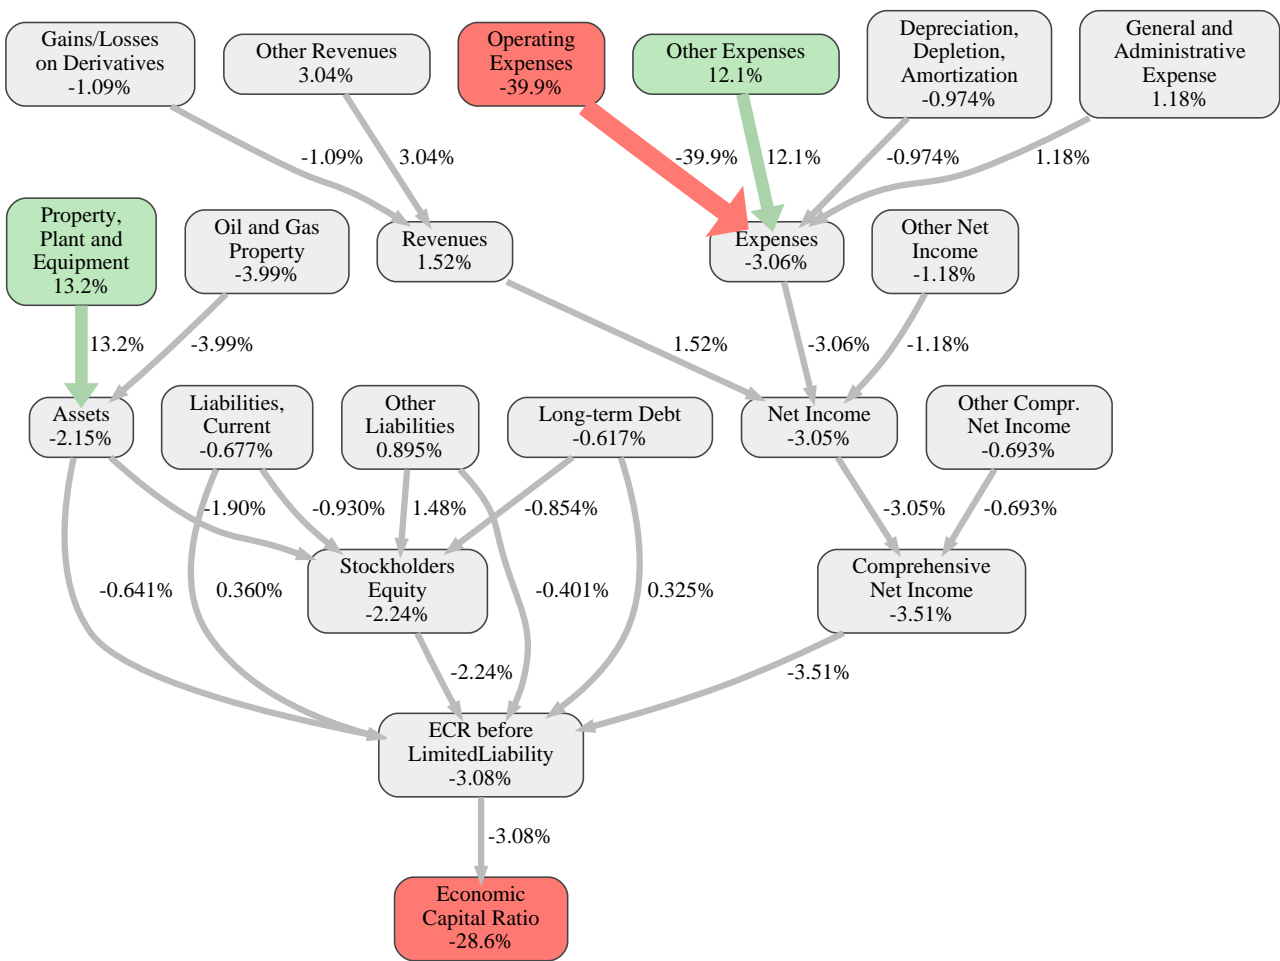 Gains/Losses
on Derivatives
-1.09%
Other Revenues
3.04%
Operating
Expenses
-39.9%
Other Expenses
12.1%
Depreciation,
Depletion,
Amortization
-0.974%
General and
Administrative
Expense
1.18%
-1.09%
3.04%
-39.9%
12.1%
-0.974%
1.18%
Property,
Plant and
Equipment
13.2%
Oil and Gas
Property
-3.99%
Revenues
1.52%
Expenses
-3.06%
Other Net
Income
-1.18%
13.2%
-3.99%
1.52%
-3.06%
-1.18%
Assets
-2.15%
Liabilities,
Current
-0.677%
Other
Liabilities
0.895%
Long-term Debt
-0.617%
Net Income
-3.05%
Other Compr.
Net Income
-0.693%
-1.90%
-0.930%
1.48%
-0.854%
-3.05%
-0.693%
Stockholders
Equity
-2.24%
Comprehensive
Net Income
-3.51%
-0.641%
0.360%
-0.401%
0.325%
-2.24%
-3.51%
ECR before
LimitedLiability
-3.08%
-3.08%
Economic
Capital Ratio
-28.6%